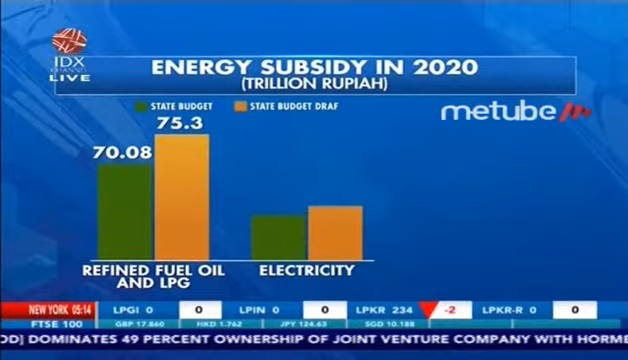 IDX
CHANNEL
LIVE
ENERGY SUBSIDY IN 2020
(TRILLION RUPIAH)
STATE BUDGET STATE BUDGET DRAF
metube
70.08 75.3
REFINED FUEL OIL
AND LPG
ELECTRICITY
NEW YORK 05:14 LPGI 0 0 LPIN 0 0 LPKR 234 -2 LPKR-R 0 0
FTSE 100 GBP 17.860 HKD 1.762 JPY 124.63 SGD 10.188
OD] DOMINATES 49 PERCENT OWNERSHIP OF JOINT VENTURE COMPANY WITH HORME